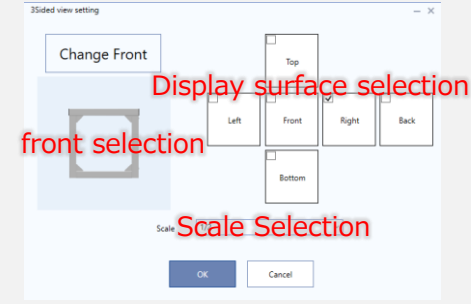 3Sided view setting
Change Front
Top
Display surface selection
Left
Front
Right
Back
front selection
Bottom
Scale
Scale Selection
OK
Cancel